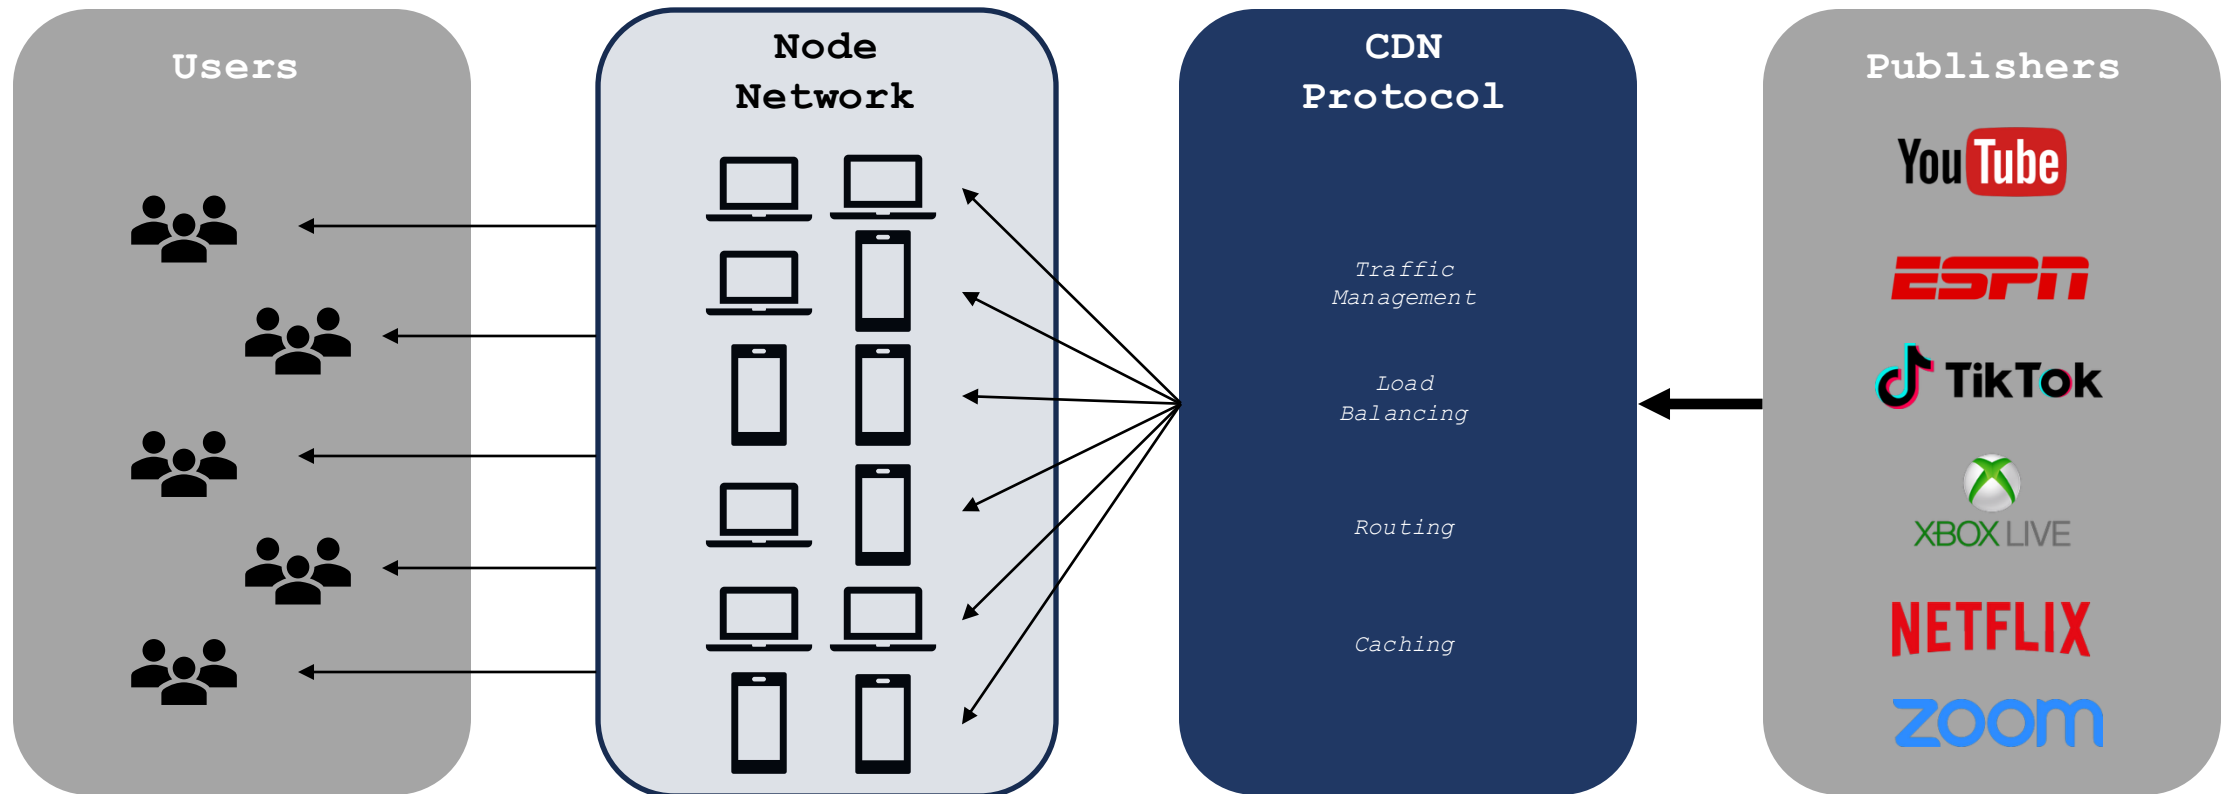 Users
Node
Network
CDN
Protocol
Traffic
Management
Load
Balancing
Routing
Caching
Publishers
YouTube
ESPN
TikTok
XBOX LIVE
NETFLIX
zoom